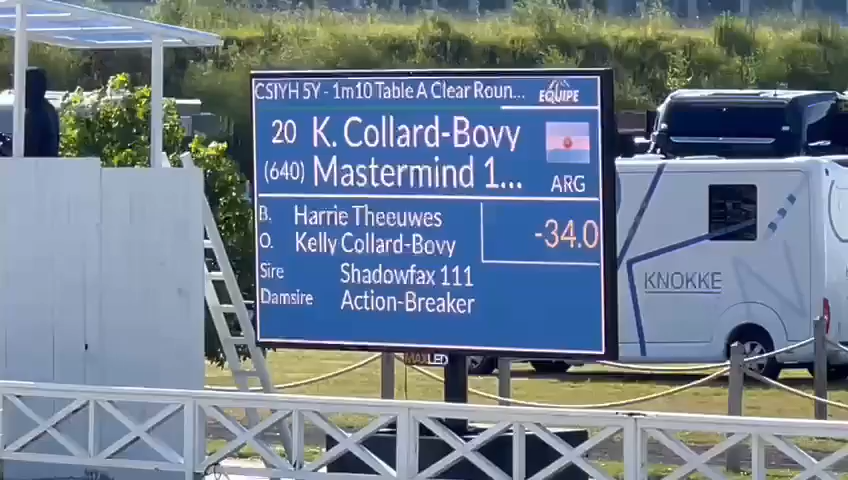 CSIYH 5Y - 1m10 Table A Clear Roun...
EQUIPE
20 K. Collard-Bovy
(640) Mastermind 1...
ARG
B. Harrie Theeuwes
O. Kelly Collard-Bovy
-34.0
Sire Shadowfax 111
Damsire Action-Breaker
MAXLED
KNOKKE